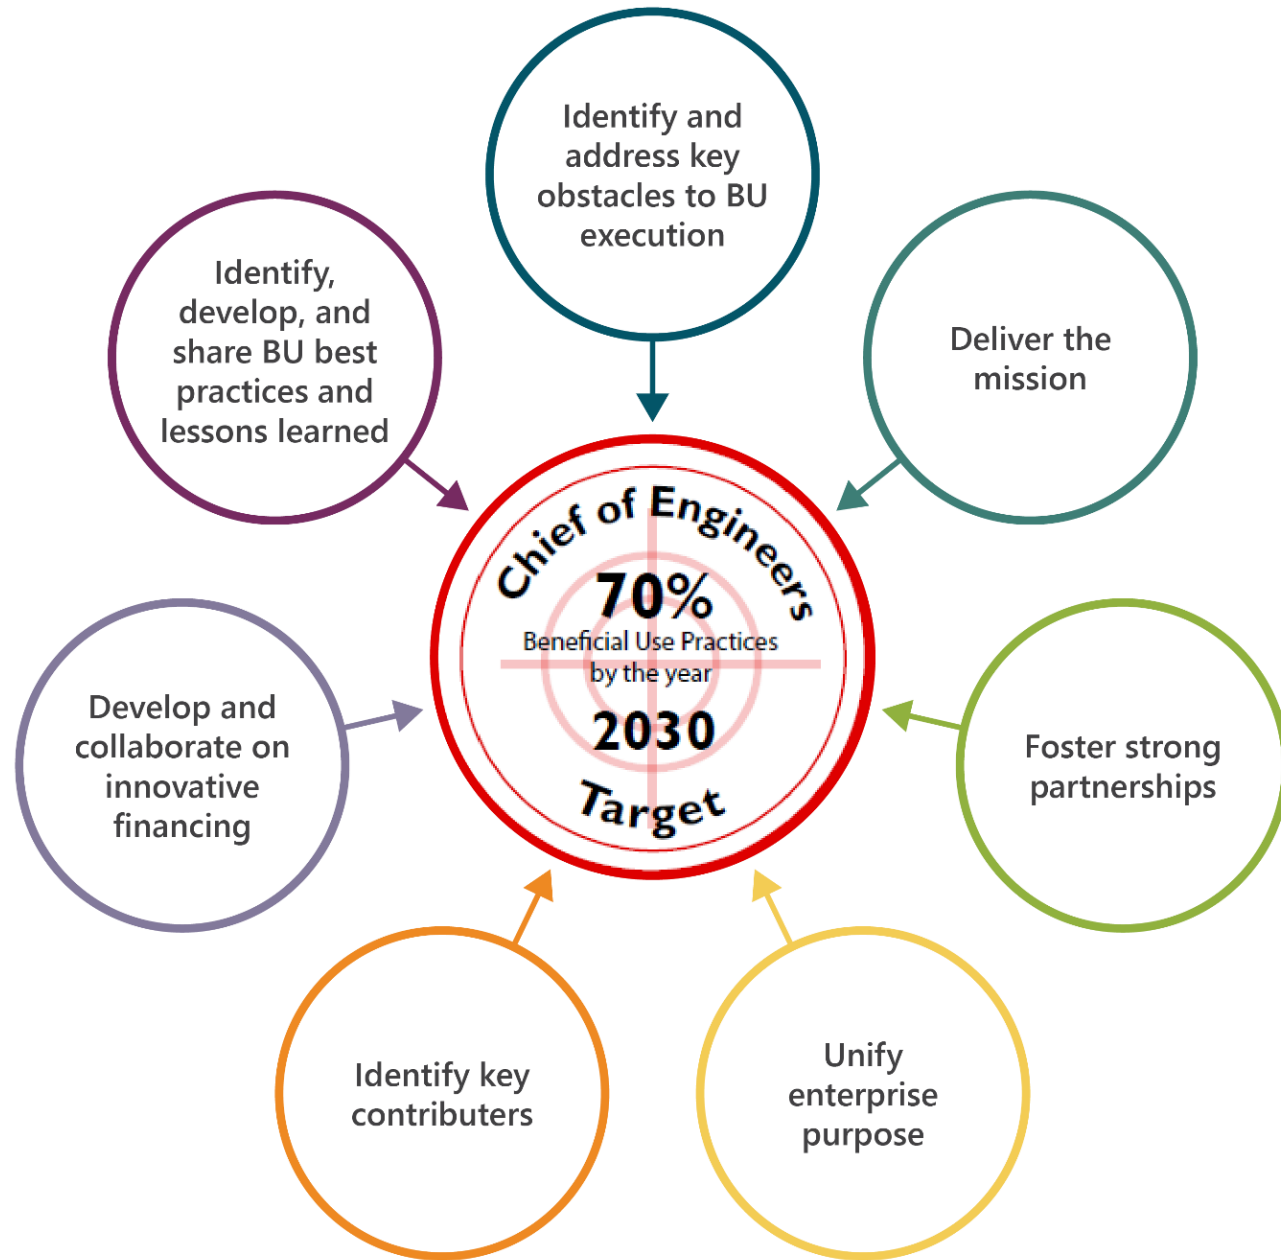 Identify and
address key
obstacles to BU
execution
Deliver the
mission
Foster strong
partnerships
Unify
enterprise
purpose
Identify key
contributers
Develop and
collaborate on
innovative
financing
Identify,
develop, and
share BU best
practices and
lessons learned
Chief of Engineers
70%
Beneficial Use Practices
by the year
2030
Target